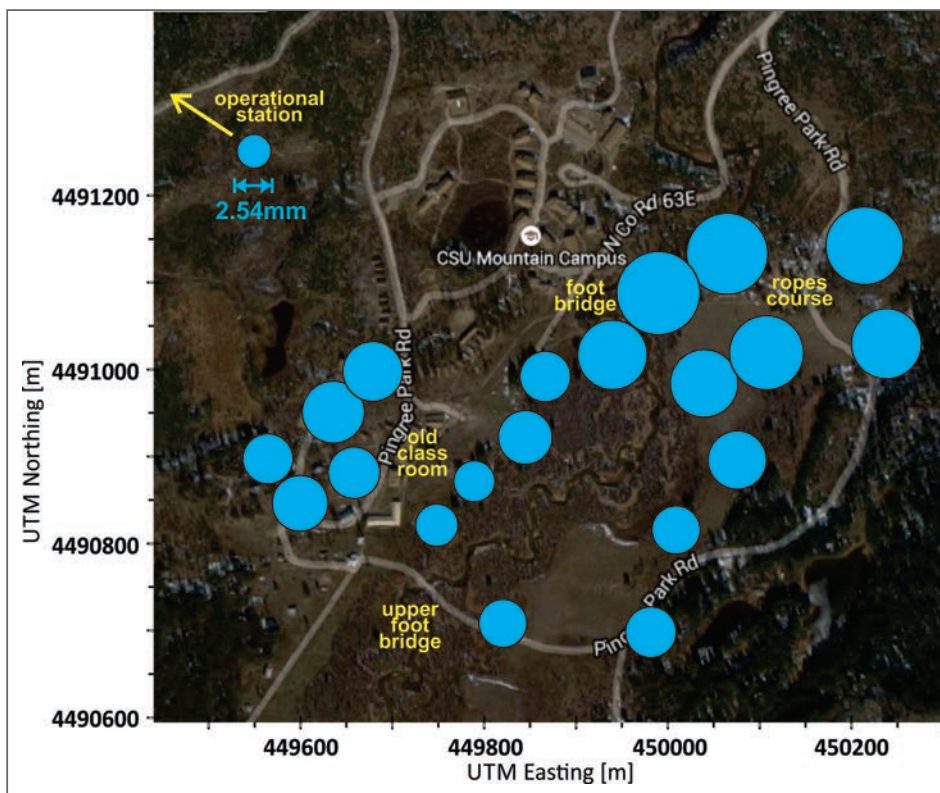 operational
station
2.54mm
Pingree Park Rd
N Co Rd 63E
CSU Mountain Campus
foot
bridge
ropes
course
Pingree Park Rd
old
class
room
upper
foot
bridge
Park Rd
UTM Northing [m]
4491200
4491000
4490800
4490600
449600
449800
450000
450200
UTM Easting [m]